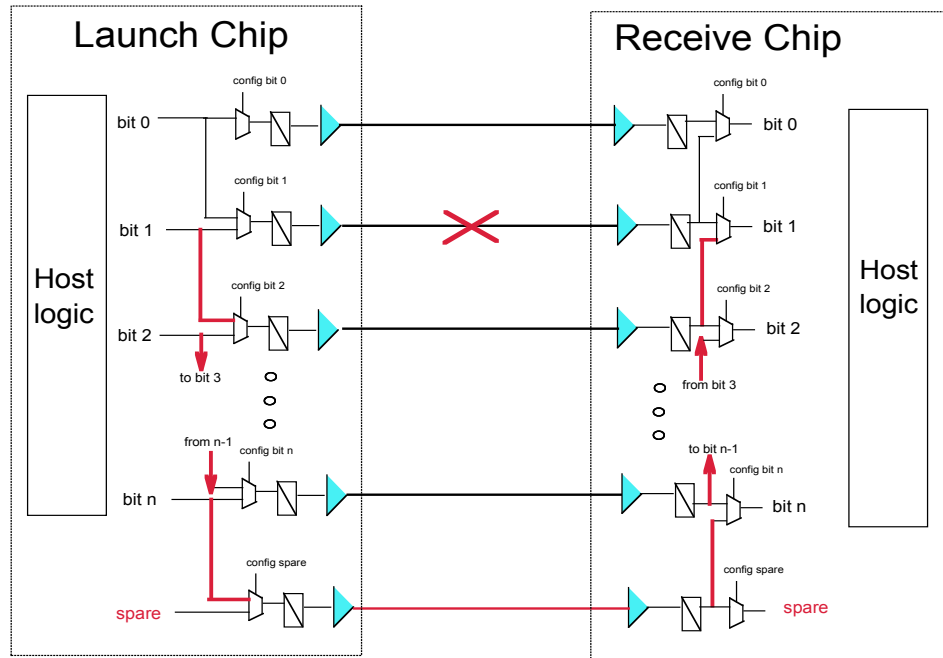 Launch Chip
Receive Chip
config bit 0
config bit 0
bit 0
bit 0
config bit 1
config bit 1
bit 1
bit 1
Host
logic
Host
logic
config bit 2
config bit 2
bit 2
bit 2
to bit 3
from bit 3
from n-1
to bit n-1
config bit n
config bit n
bit n
bit n
config spare
config spare
spare
spare